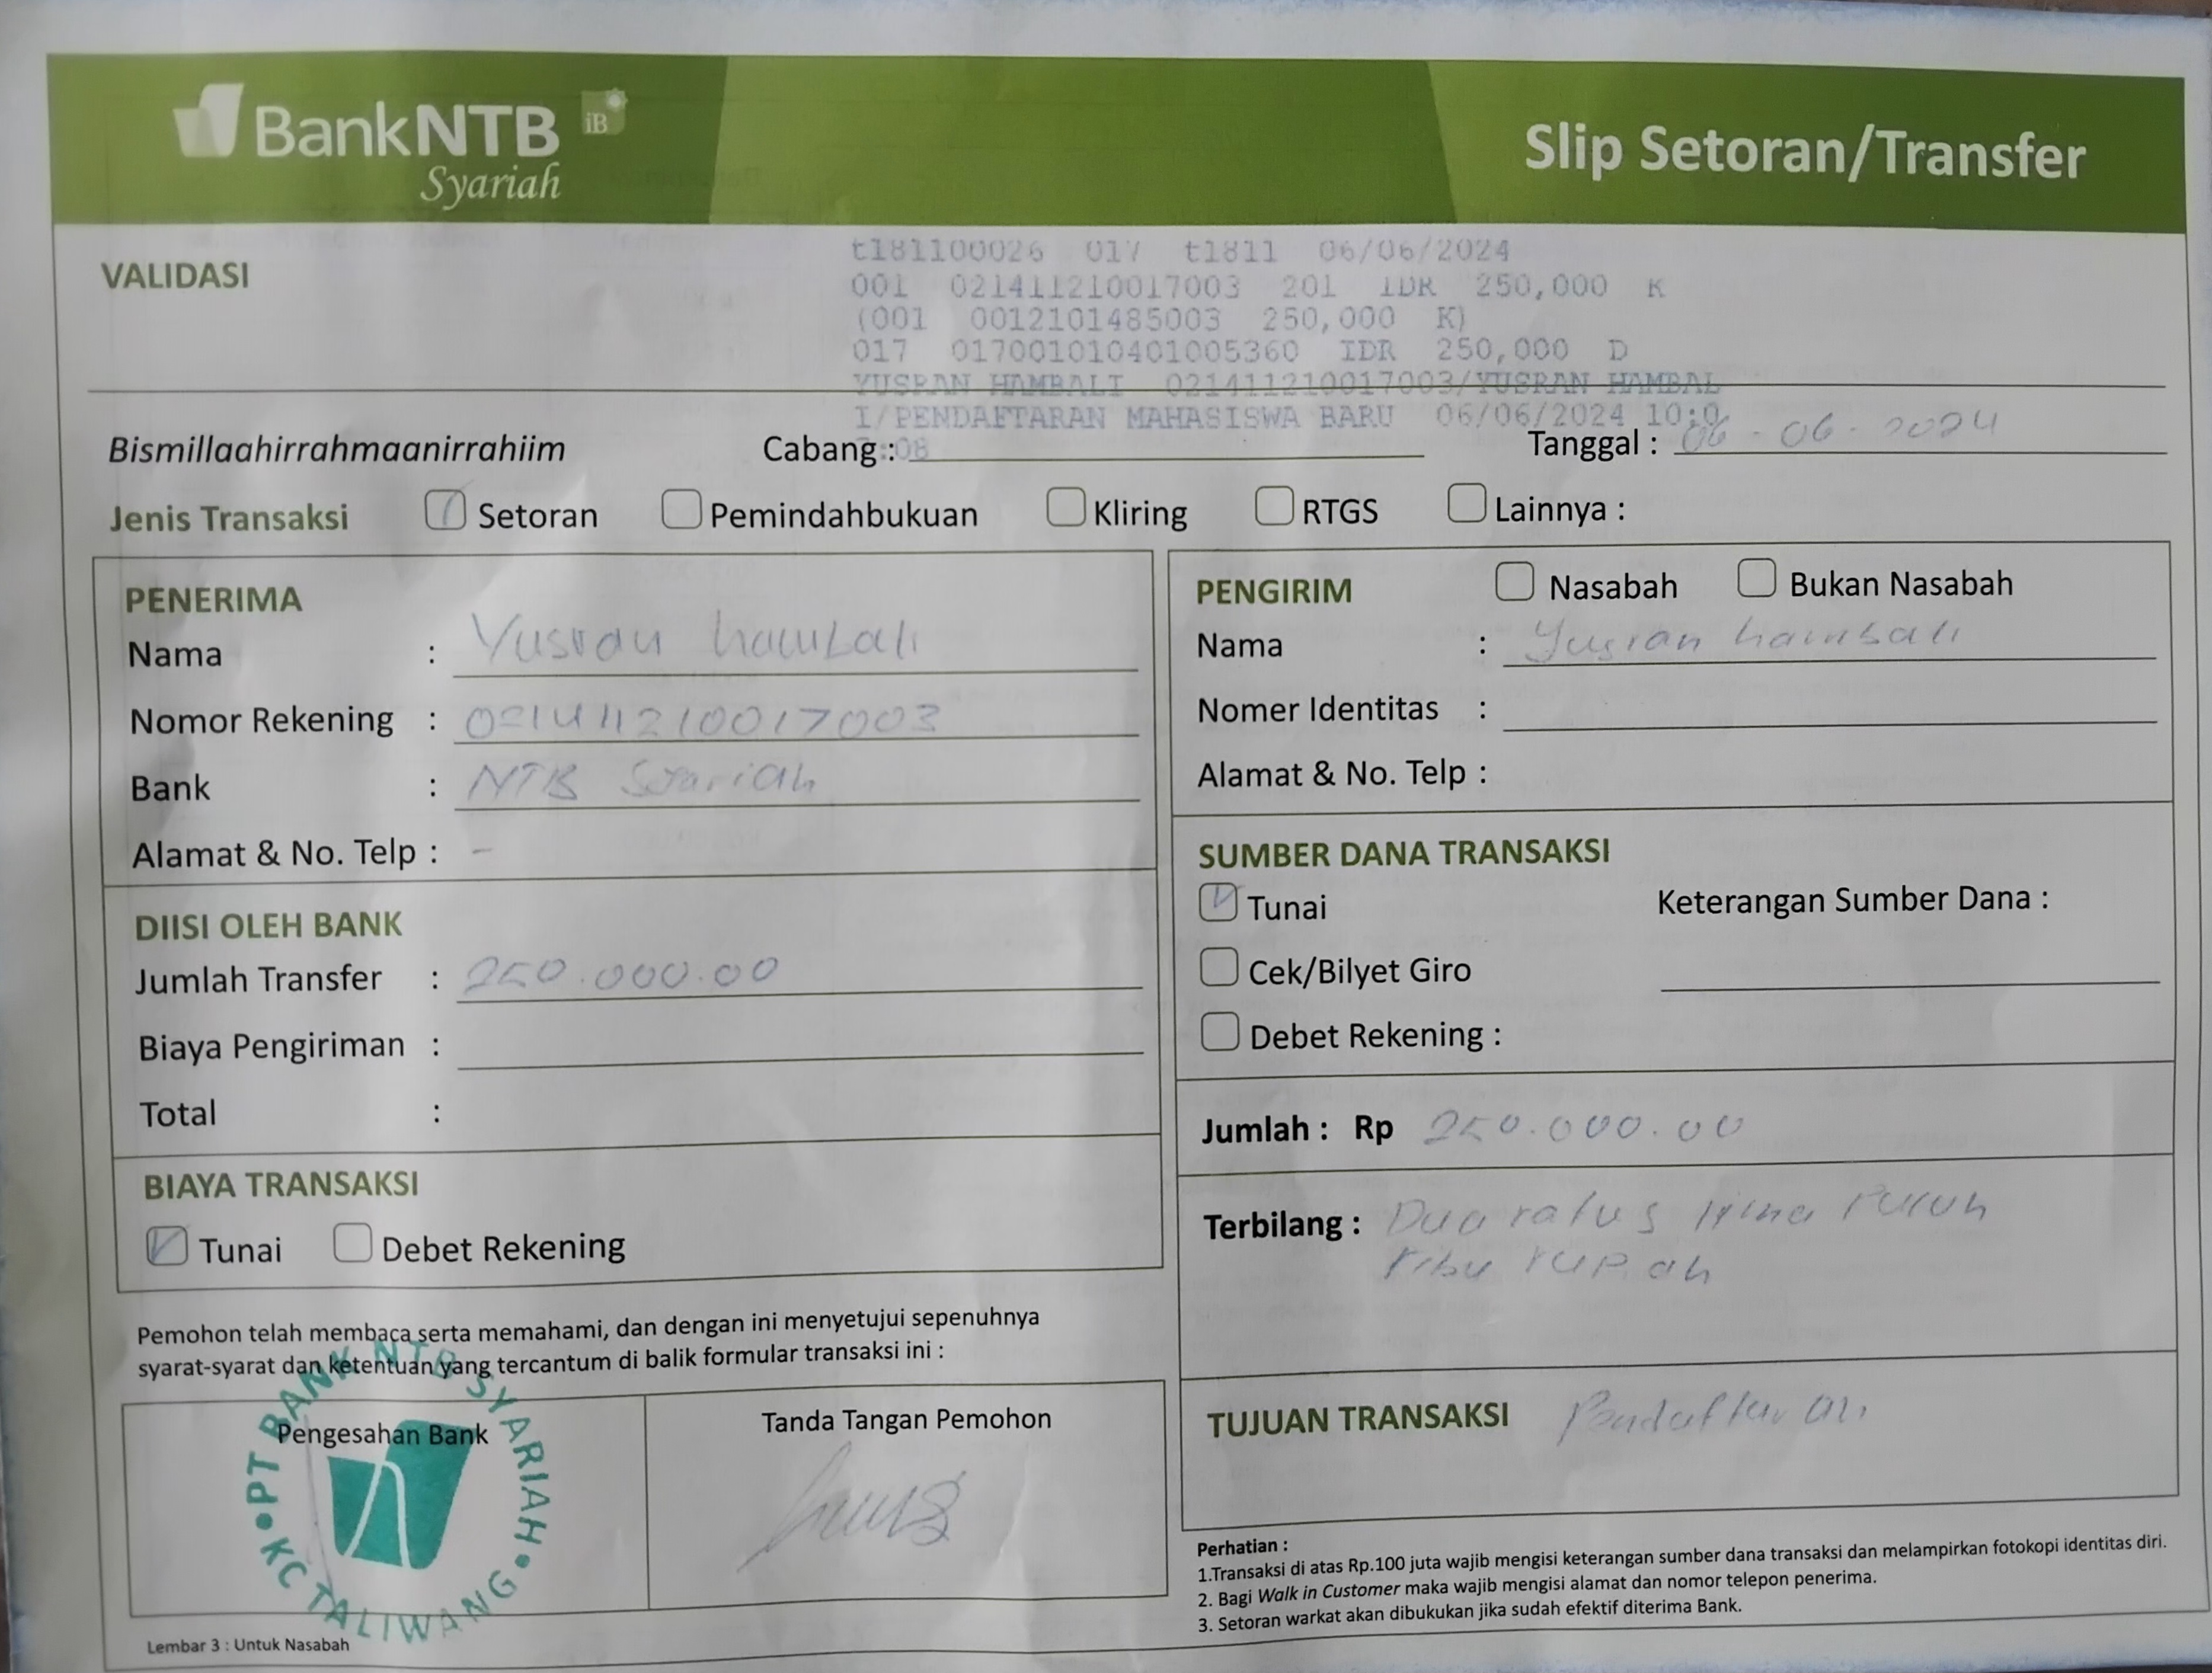 BankNTB iB
Syariah
Slip Setoran/Transfer
VALIDASI
t181100026 017 t1811 06/06/2024
001 021411210017003 201 IDR 250,000 K
(001 0012101485003 250,000 K)
017 017001010401005360 IDR 250,000 D
YUSRAN HAMBALI 021411210017003/YUSRAN HAMBAL
I/PENDAFTARAN MAHASISWA BARU 06/06/2024 10:0
Bismillaahirrahmaanirrahiim Cabang : :08 Tanggal : 06-06-2024
Jenis Transaksi Setoran Pemindahbukuan Kliring RTGS Lainnya :
PENERIMA
Nama : Yusran hambali
Nomor Rekening : 021411210017003
Bank : NTB Syariah
Alamat & No. Telp : -
DIISI OLEH BANK
Jumlah Transfer : 250.000.00
Biaya Pengiriman :
Total :
BIAYA TRANSAKSI
Tunai Debet Rekening
PENGIRIM Nasabah Bukan Nasabah
Nama : Yusran hambali
Nomer Identitas :
Alamat & No. Telp :
SUMBER DANA TRANSAKSI
Tunai Keterangan Sumber Dana :
Cek/Bilyet Giro
Debet Rekening :
Jumlah : Rp 250.000.00
Terbilang : Dua ratus lima puluh
ribu rupiah
TUJUAN TRANSAKSI Pendaftaran
Pemohon telah membaca serta memahami, dan dengan ini menyetujui sepenuhnya
syarat-syarat dan ketentuan yang tercantum di balik formular transaksi ini :
Pengesahan Bank Tanda Tangan Pemohon
PT BANK NTB SYARIAH
KC TALIWANG
Perhatian :
1.Transaksi di atas Rp.100 juta wajib mengisi keterangan sumber dana transaksi dan melampirkan fotokopi identitas diri.
2. Bagi Walk in Customer maka wajib mengisi alamat dan nomor telepon penerima.
3. Setoran warkat akan dibukukan jika sudah efektif diterima Bank.
Lembar 3 : Untuk Nasabah